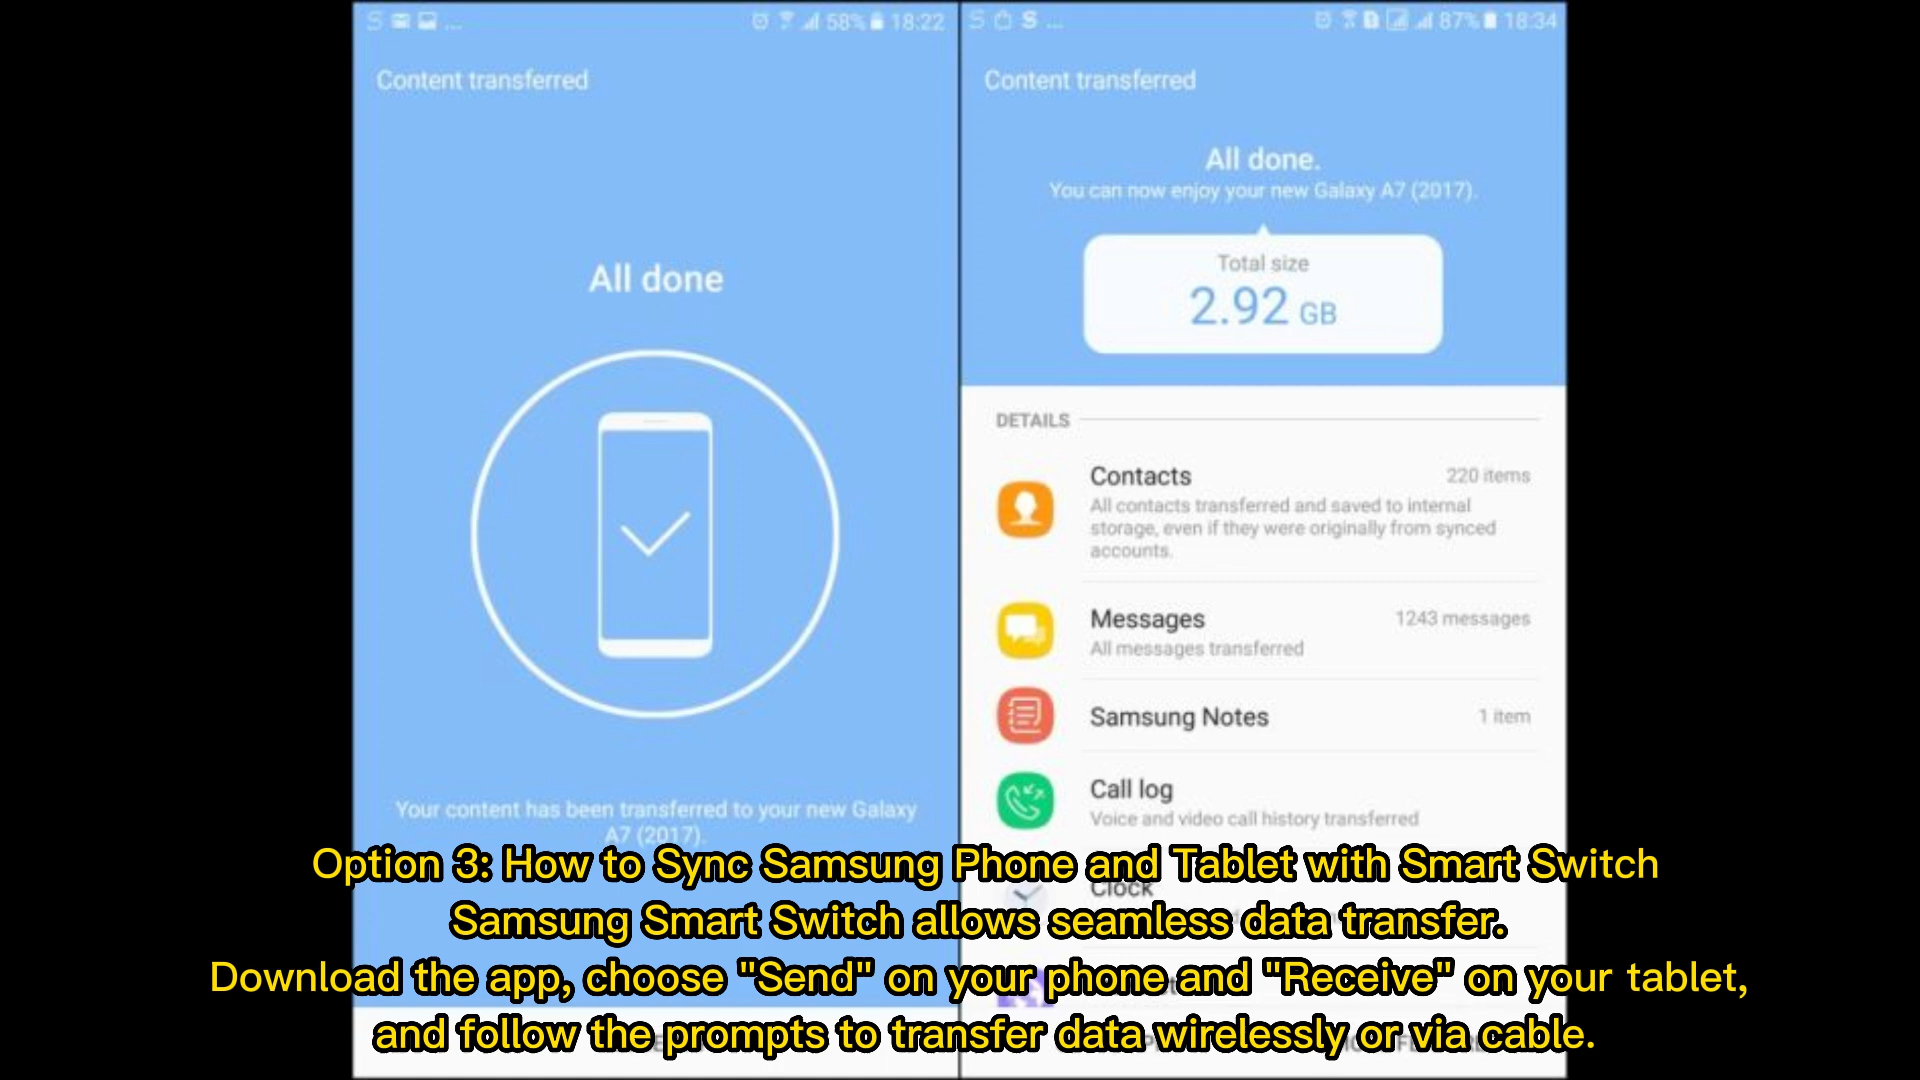 S ... 58% 18:22
Content transferred
All done
Your content has been transferred to your new Galaxy
A7 (2017).
S S ... 87% 18:34
Content transferred
All done.
You can now enjoy your new Galaxy A7 (2017).
Total size
2.92 GB
DETAILS
Contacts 220 items
All contacts transferred and saved to internal
storage, even if they were originally from synced
accounts.
Messages 1243 messages
All messages transferred
Samsung Notes 1 item
Call log
Voice and video call history transferred
Clock
Option 3: How to Sync Samsung Phone and Tablet with Smart Switch
Samsung Smart Switch allows seamless data transfer.
Download the app, choose "Send" on your phone and "Receive" on your tablet,
and follow the prompts to transfer data wirelessly or via cable.